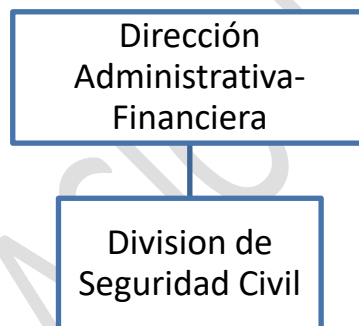 Dirección
Administrativa-
Financiera
Division de
Seguridad Civil